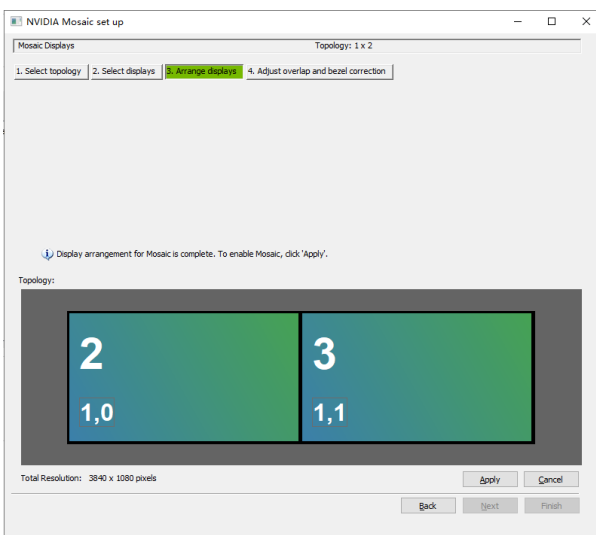 NVIDIA Mosaic set up
Mosaic Displays Topology: 1 x 2
1. Select topology 2. Select displays 3. Arrange displays 4. Adjust overlap and bezel correction
Display arrangement for Mosaic is complete. To enable Mosaic, click 'Apply'.
Topology:
2 3
1,0 1,1
Total Resolution: 3840 x 1080 pixels Apply Cancel
Back Next Finish